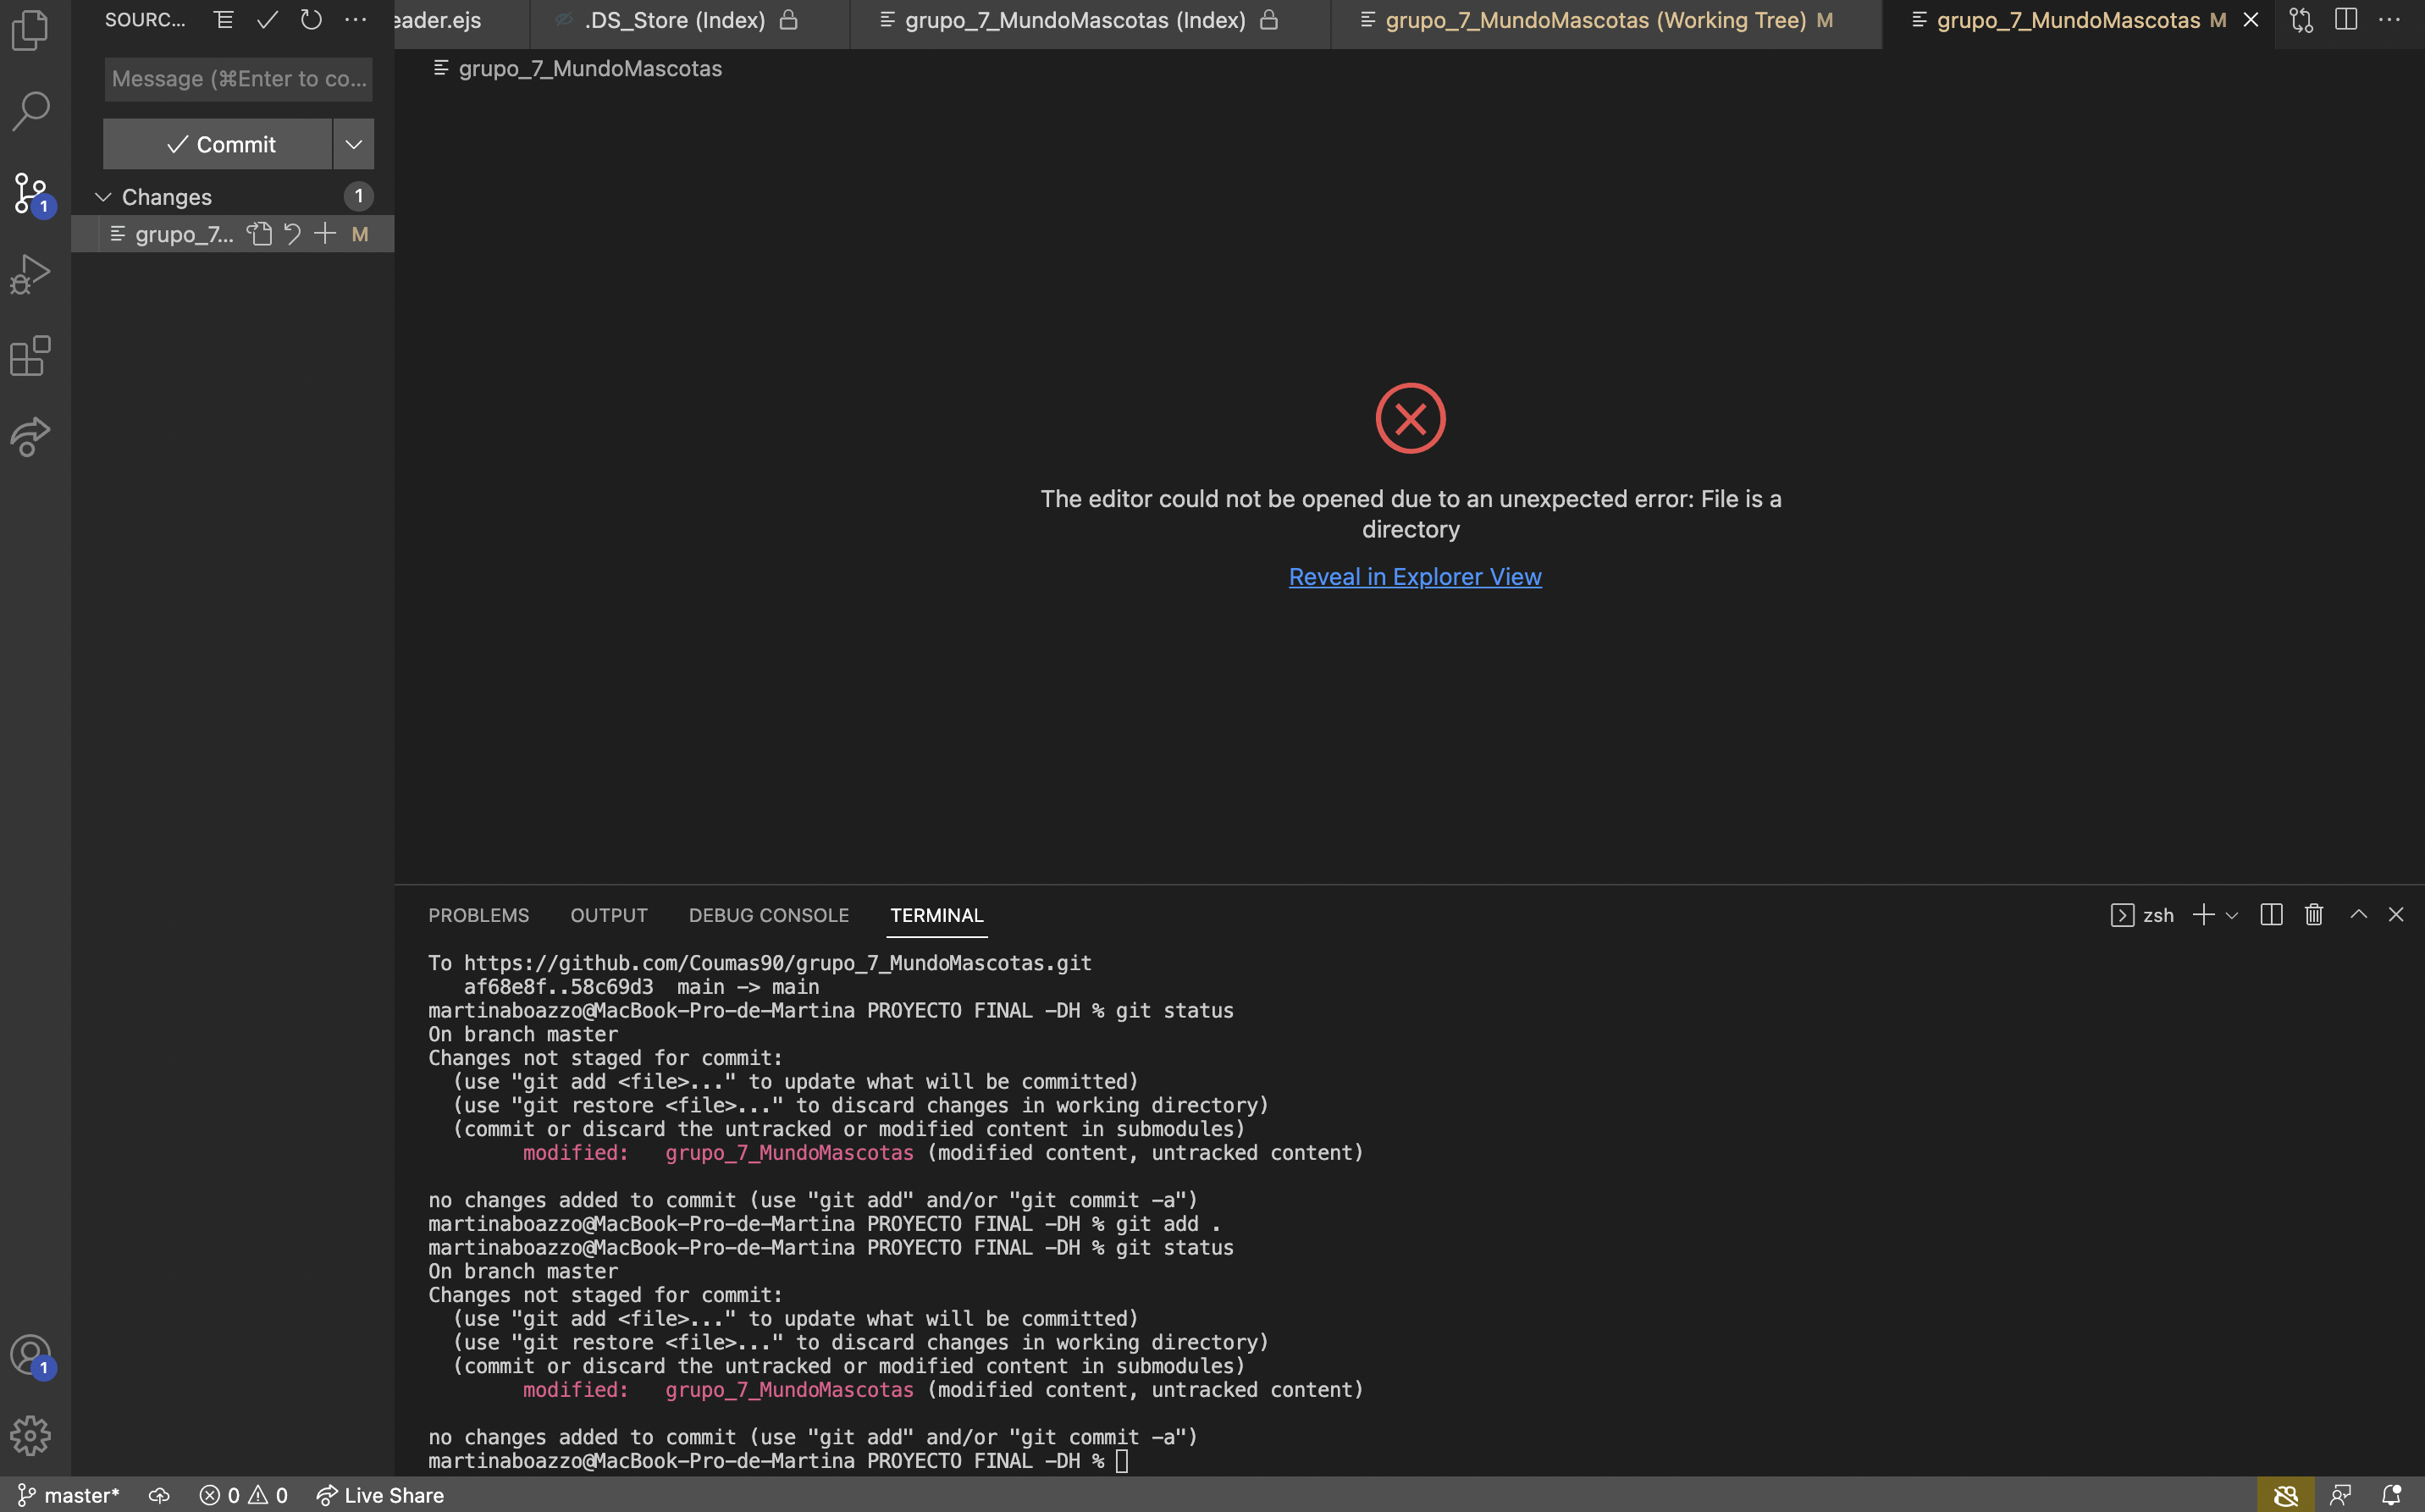 SOURC...
Message (⌘Enter to co...
Commit
Changes 1
grupo_7... M
1
eader.ejs
.DS_Store (Index)
grupo_7_MundoMascotas (Index)
grupo_7_MundoMascotas (Working Tree) M
grupo_7_MundoMascotas M
grupo_7_MundoMascotas
The editor could not be opened due to an unexpected error: File is a
directory
Reveal in Explorer View
PROBLEMS OUTPUT DEBUG CONSOLE TERMINAL
zsh
To https://github.com/Coumas90/grupo_7_MundoMascotas.git
af68e8f..58c69d3  main -> main
martinaboazzo@MacBook-Pro-de-Martina PROYECTO FINAL -DH % git status
On branch master
Changes not staged for commit:
(use "git add <file>..." to update what will be committed)
(use "git restore <file>..." to discard changes in working directory)
(commit or discard the untracked or modified content in submodules)
modified:   grupo_7_MundoMascotas (modified content, untracked content)
no changes added to commit (use "git add" and/or "git commit -a")
martinaboazzo@MacBook-Pro-de-Martina PROYECTO FINAL -DH % git add .
martinaboazzo@MacBook-Pro-de-Martina PROYECTO FINAL -DH % git status
On branch master
Changes not staged for commit:
(use "git add <file>..." to update what will be committed)
(use "git restore <file>..." to discard changes in working directory)
(commit or discard the untracked or modified content in submodules)
modified:   grupo_7_MundoMascotas (modified content, untracked content)
no changes added to commit (use "git add" and/or "git commit -a")
martinaboazzo@MacBook-Pro-de-Martina PROYECTO FINAL -DH %
1
master* 0 0 Live Share